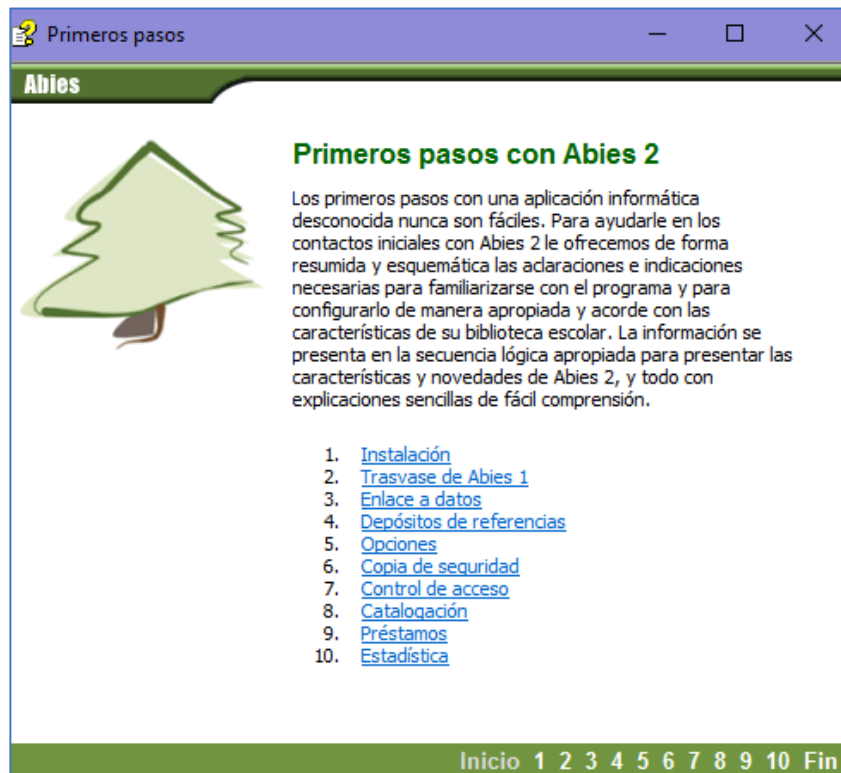 Primeros pasos
Abies
Primeros pasos con Abies 2
Los primeros pasos con una aplicación informática
desconocida nunca son fáciles. Para ayudarle en los
contactos iniciales con Abies 2 le ofrecemos de forma
resumida y esquemática las aclaraciones e indicaciones
necesarias para familiarizarse con el programa y para
configurarlo de manera apropiada y acorde con las
características de su biblioteca escolar. La información se
presenta en la secuencia lógica apropiada para presentar las
características y novedades de Abies 2, y todo con
explicaciones sencillas de fácil comprensión.
1. Instalación
2. Trasvase de Abies 1
3. Enlace a datos
4. Depósitos de referencias
5. Opciones
6. Copia de seguridad
7. Control de acceso
8. Catalogación
9. Préstamos
10. Estadística
Inicio 1 2 3 4 5 6 7 8 9 10 Fin